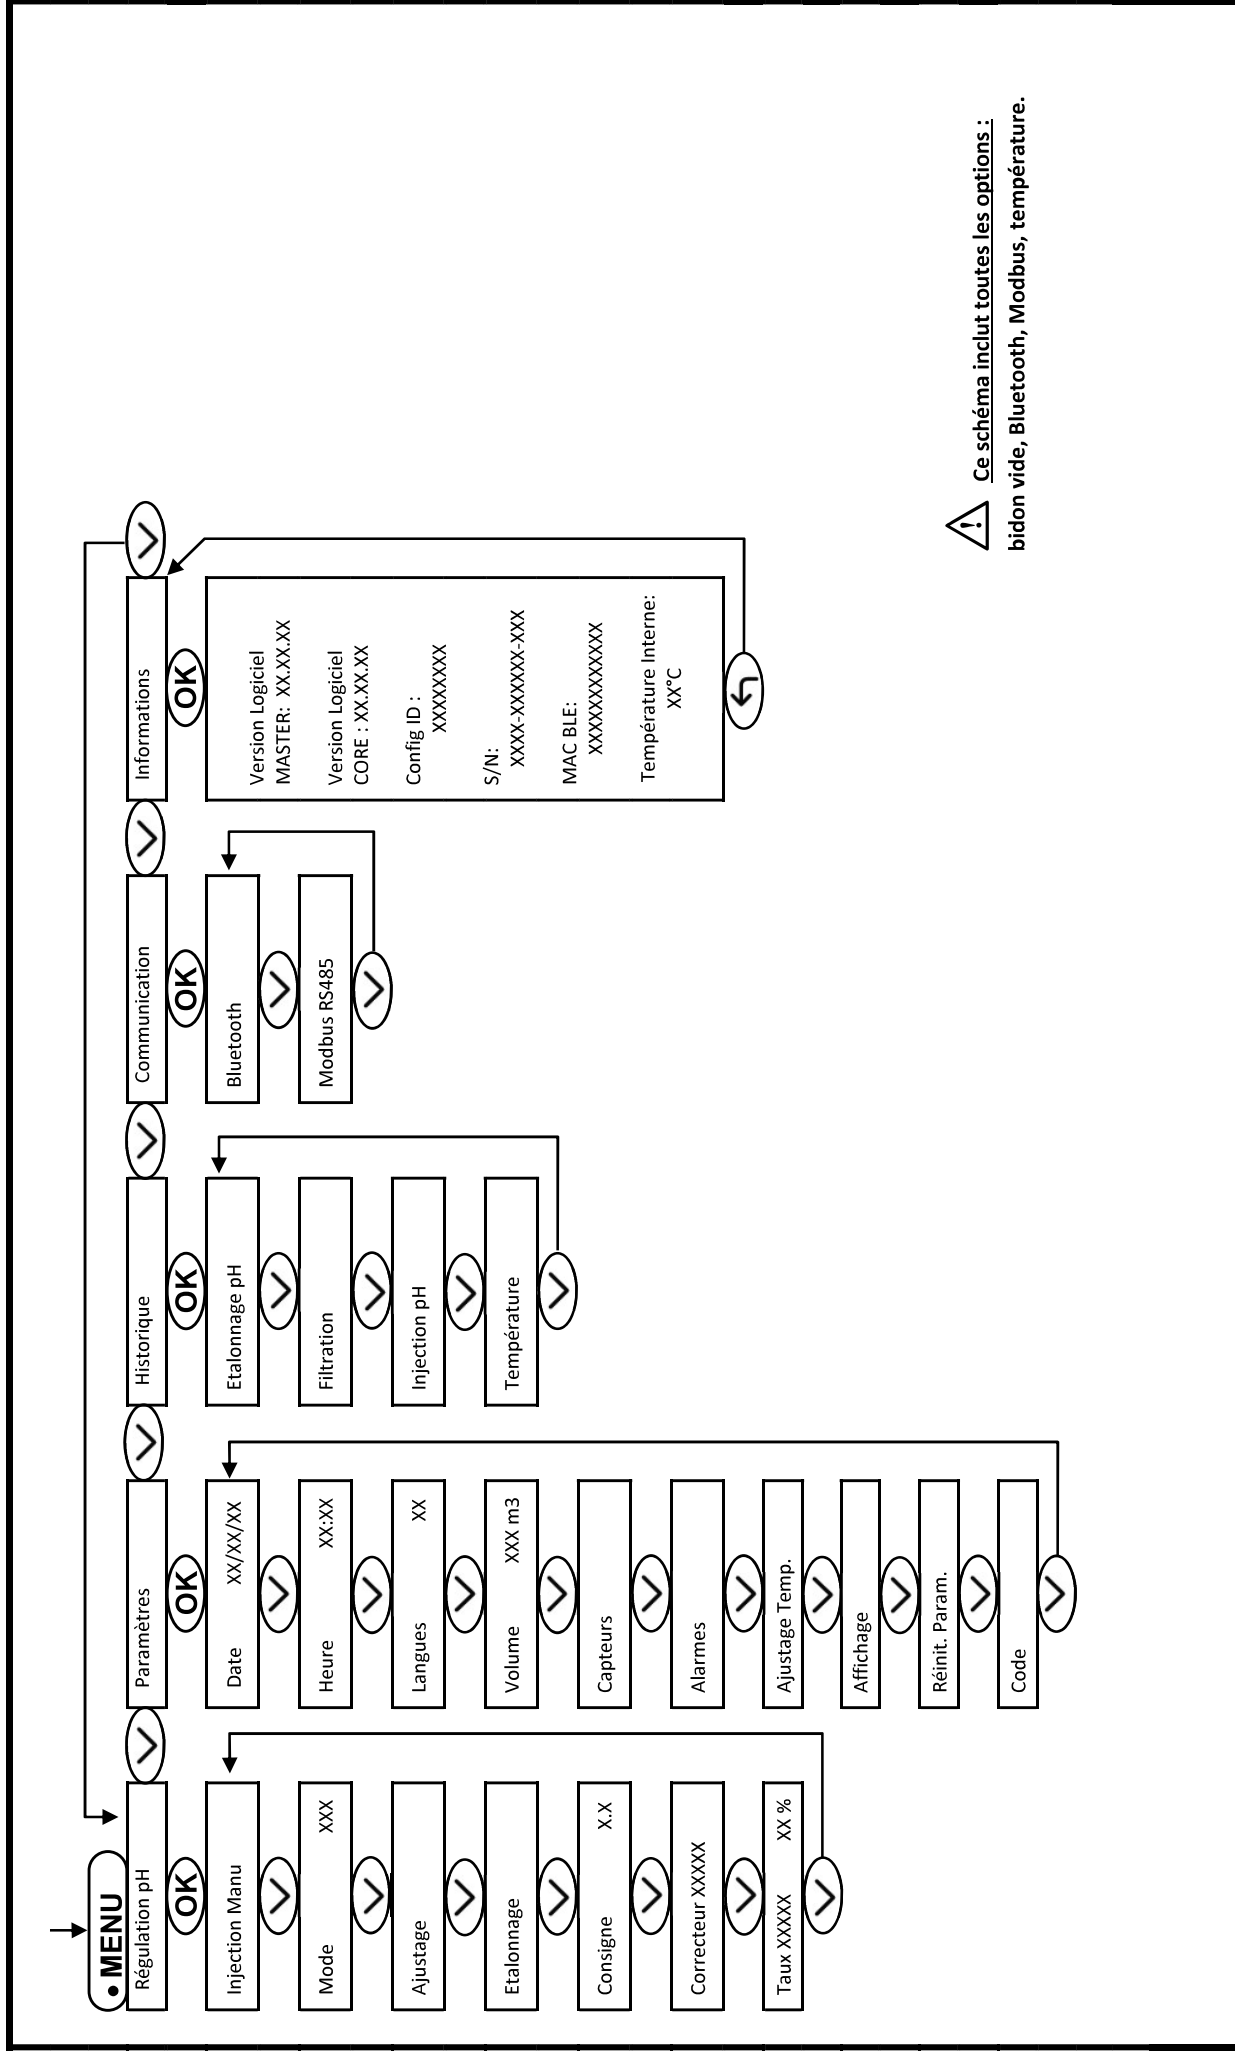 • MENU
Régulation pH
OK
Injection Manu
Mode XXX
Ajustage
Etalonnage
Consigne X.X
Correcteur XXXXX
Taux XXXXX XX %
Paramètres
OK
Date XX/XX/XX
Heure XX:XX
Langues XX
Volume XXX m3
Capteurs
Alarmes
Ajustage Temp.
Affichage
Réinit. Param.
Code
Historique
OK
Etalonnage pH
Filtration
Injection pH
Température
Communication
OK
Bluetooth
Modbus RS485
Informations
OK
Version Logiciel
MASTER: XX.XX.XX
Version Logiciel
CORE : XX.XX.XX
Config ID :
XXXXXXXX
S/N:
XXXX-XXXXXX-XXX
MAC BLE:
XXXXXXXXXXXX
Température Interne:
XX°C
Ce schéma inclut toutes les options :
bidon vide, Bluetooth, Modbus, température.